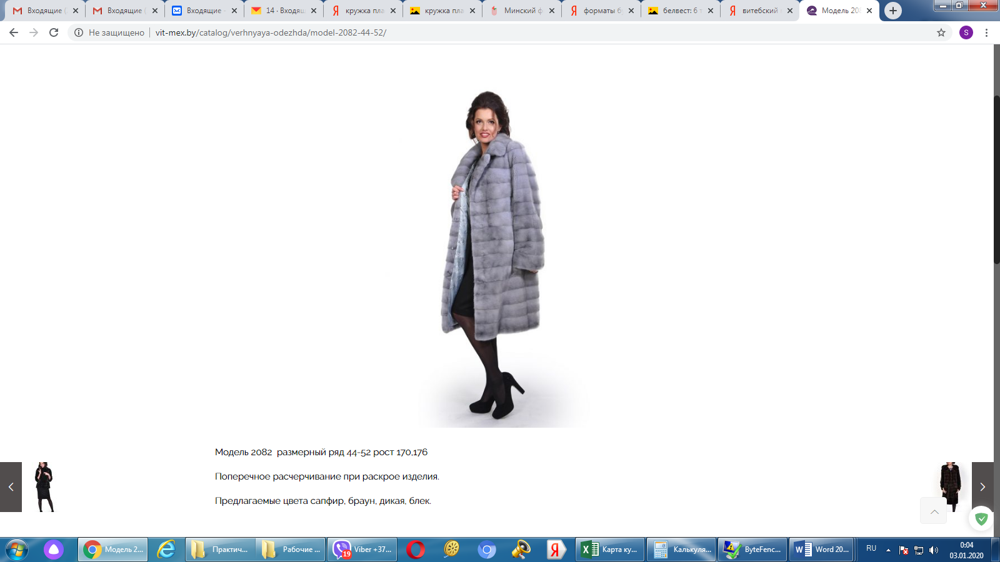 Входящие (
Входящие (
Входящие -
14 · Входящ
кружка пла
кружка пла
Минский ф
форматы б
белвест: 6 т
витебский
Модель 208
Не защищено
vit-mex.by/catalog/verhnyaya-odezhda/model-2082-44-52/
S
Модель 2082 размерный ряд 44-52 рост 170,176
Поперечное расчерчивание при раскрое изделия.
Предлагаемые цвета сапфир, браун, дикая, блек.
Модель 2...
Практич...
Рабочие ...
19
Viber +37...
Я
Карта ку...
Калькуля...
ByteFenc...
Word 20...
RU
0:04
03.01.2020